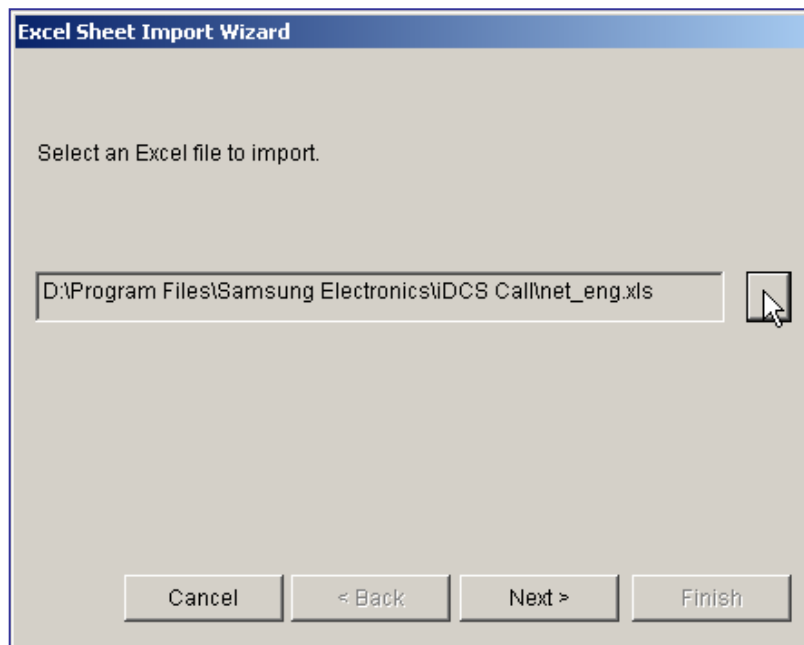 Excel Sheet Import Wizard
Select an Excel file to import.
D:\Program Files\Samsung Electronics\iDCS Call\net_eng.xls
Cancel
< Back
Next >
Finish